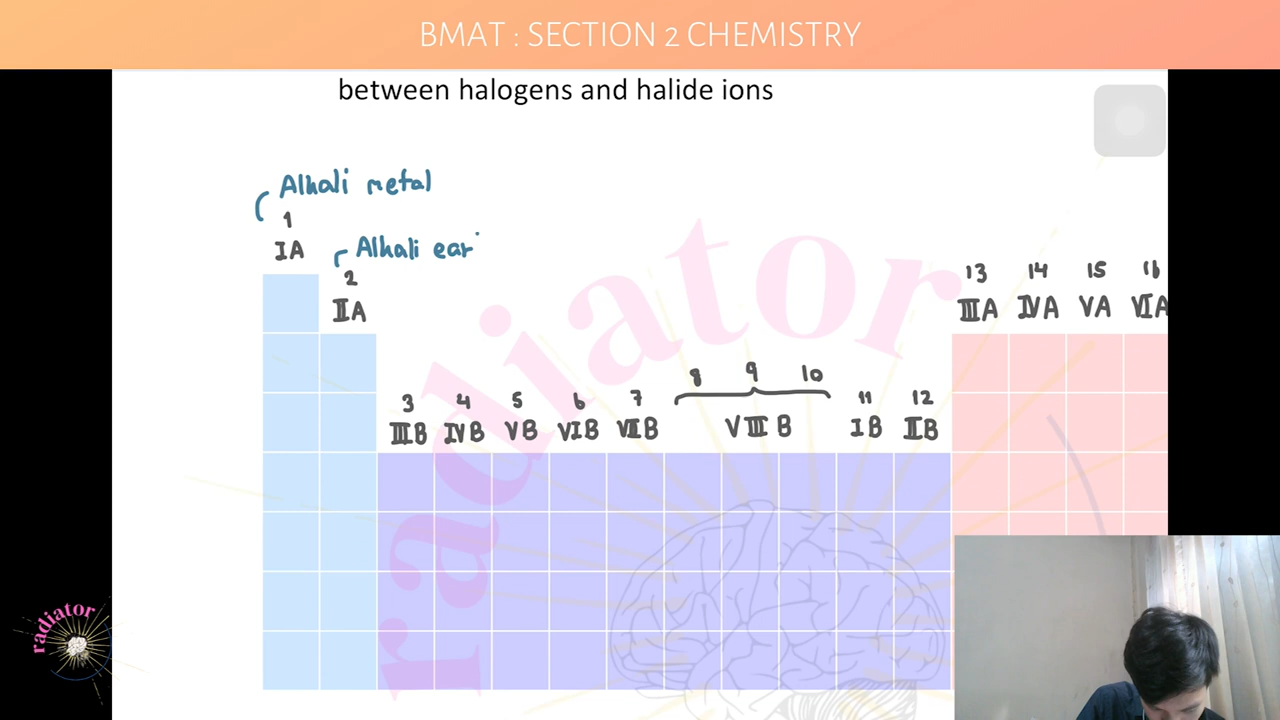 BMAT : SECTION 2 CHEMISTRY
between halogens and halide ions
Alkali metal
1
IA
Alkali ear
2
IIA
13 14 15 16
IIIA IVA VA VIA
8 9 10
3 4 5 6 7 11 12
IIIB IVB VB VIB VIIB VIIIB IB IIB
radiator
radiator